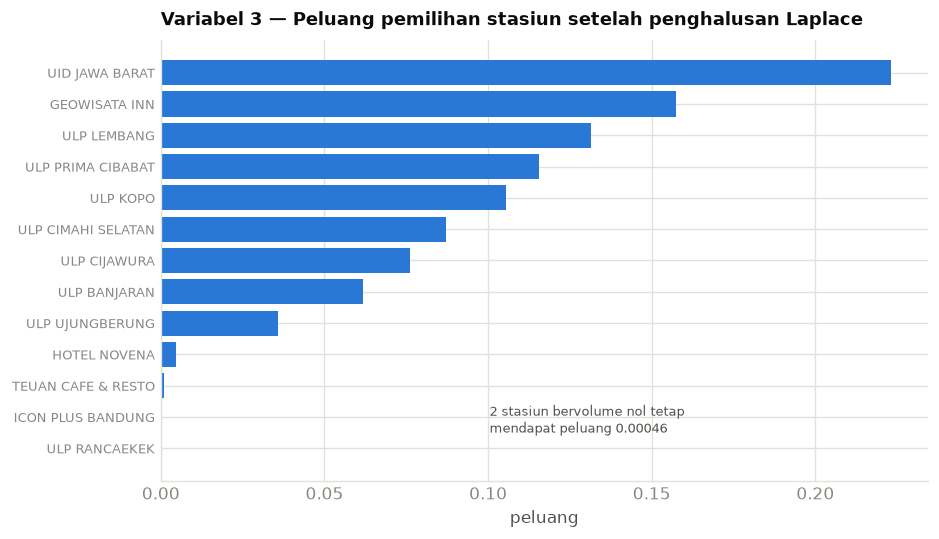 Variabel 3 — Peluang pemilihan stasiun setelah penghalusan Laplace
UID JAWA BARAT
GEOWISATA INN
ULP LEMBANG
ULP PRIMA CIBABAT
ULP KOPO
ULP CIMAHI SELATAN
ULP CIJAWURA
ULP BANJARAN
ULP UJUNGBERUNG
HOTEL NOVENA
TEUAN CAFE & RESTO
ICON PLUS BANDUNG
ULP RANCAEKEK
2 stasiun bervolume nol tetap
mendapat peluang 0.00046
0.00 0.05 0.10 0.15 0.20
peluang